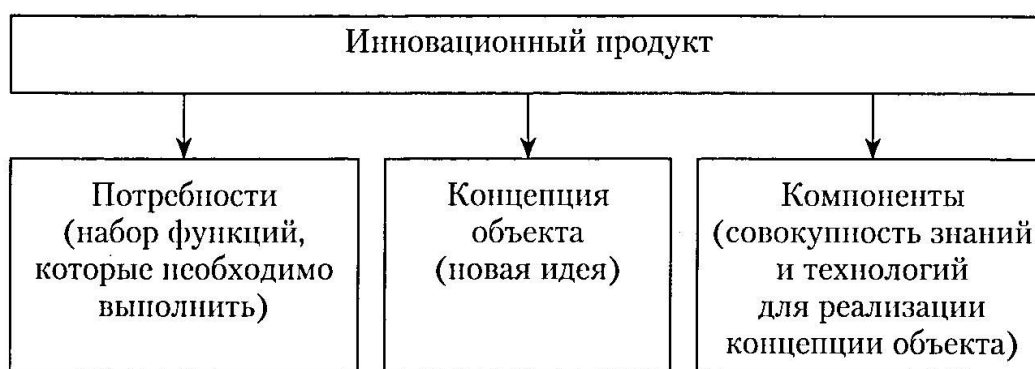 Инновационный продукт
Потребности
(набор функций,
которые необходимо
выполнить)
Концепция
объекта
(новая идея)
Компоненты
(совокупность знаний
и технологий
для реализации
концепции объекта)